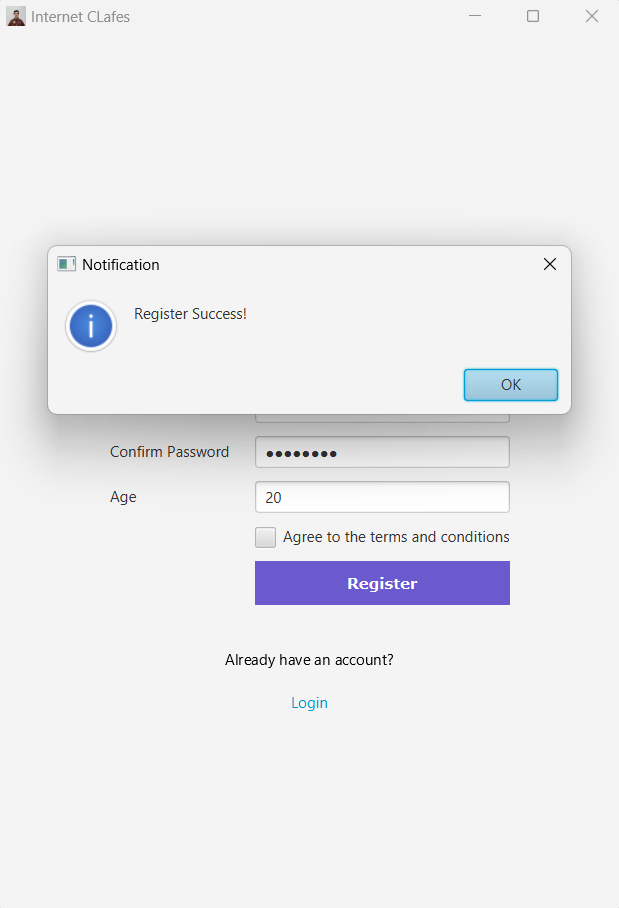 Internet CLafes
Notification
Register Success!
OK
Confirm Password ●●●●●●●●
Age 20
Agree to the terms and conditions
Register
Already have an account?
Login